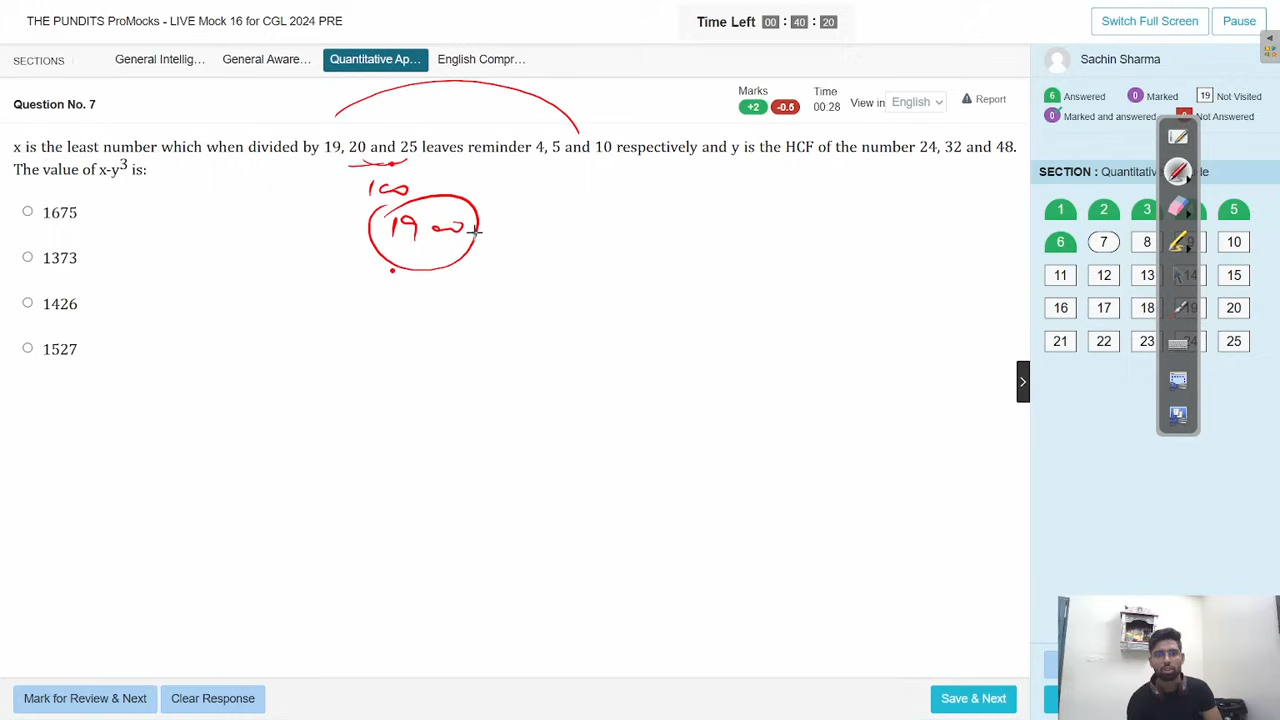 THE PUNDITS ProMocks - LIVE Mock 16 for CGL 2024 PRE
Time Left 00 : 40 : 20
Switch Full Screen
Pause
SECTIONS
General Intellig...
General Aware...
Quantitative Ap...
English Compr...
Sachin Sharma
Question No. 7
Marks
+2 -0.5
Time
00:28
View in English
Report
6 Answered
0 Marked
19 Not Visited
0 Marked and answered
Not Answered
x is the least number which when divided by 19, 20 and 25 leaves reminder 4, 5 and 10 respectively and y is the HCF of the number 24, 32 and 48.
The value of x-y³ is:
100
19 00
1675
1373
1426
1527
SECTION : Quantitative
1 2 3 5
6 7 8 9 10
11 12 13 14 15
16 17 18 19 20
21 22 23 24 25
Mark for Review & Next
Clear Response
Save & Next